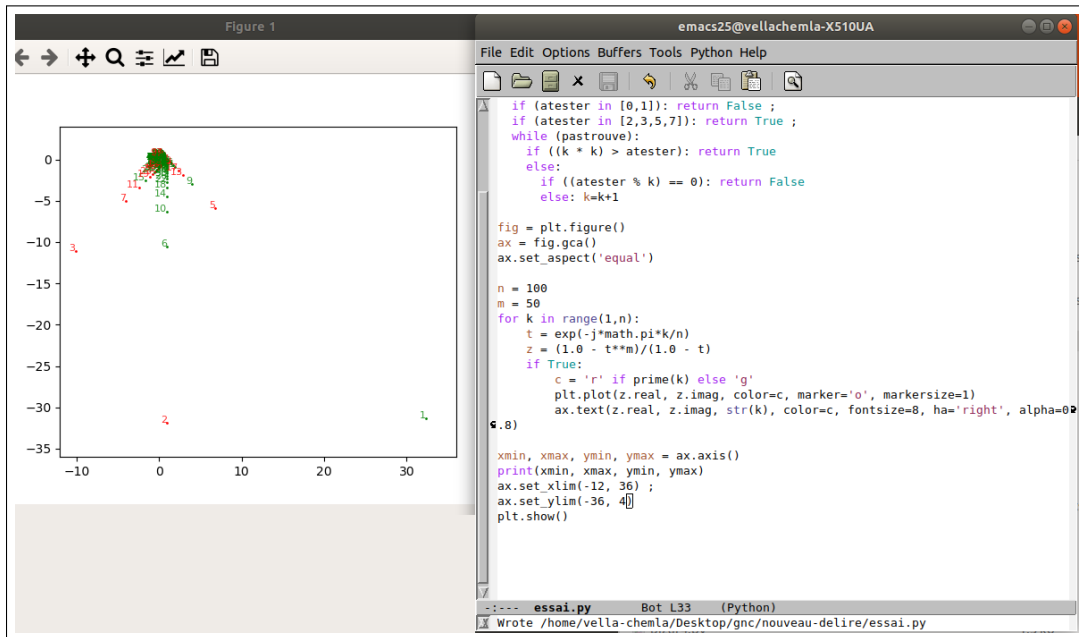 Figure 1
0
−5
−10
−15
−20
−25
−30
−35
−10
0
10
20
30
13
9
18
14
11
7
5
10
3
6
2
1
emacs25@vellachemla-X510UA
File Edit Options Buffers Tools Python Help
if (atester in [0,1]): return False ;
if (atester in [2,3,5,7]): return True ;
while (pastrouve):
if ((k * k) > atester): return True
else:
if ((atester % k) == 0): return False
else: k=k+1
fig = plt.figure()
ax = fig.gca()
ax.set_aspect('equal')
n = 100
m = 50
for k in range(1,n):
t = exp(-j*math.pi*k/n)
z = (1.0 - t**m)/(1.0 - t)
if True:
c = 'r' if prime(k) else 'g'
plt.plot(z.real, z.imag, color=c, marker='o', markersize=1)
ax.text(z.real, z.imag, str(k), color=c, fontsize=8, ha='right', alpha=0
.8)
xmin, xmax, ymin, ymax = ax.axis()
print(xmin, xmax, ymin, ymax)
ax.set_xlim(-12, 36) ;
ax.set_ylim(-36, 4)
plt.show()
-:--- essai.py Bot L33 (Python)
Wrote /home/vella-chemla/Desktop/gnc/nouveau-delire/essai.py